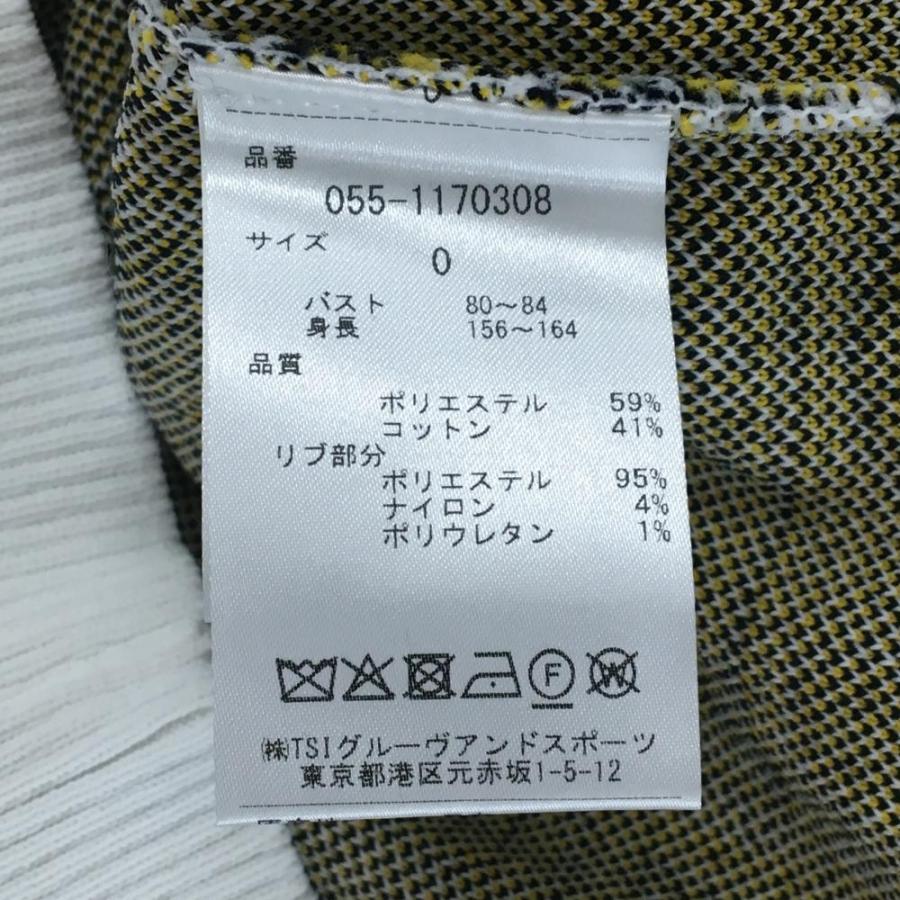 品番
055-1170308
サイズ
0
バスト 80～84
身長 156～164
品質
ポリエステル 59%
コットン 41%
リブ部分
ポリエステル 95%
ナイロン 4%
ポリウレタン 1%
F W
㈱TSIグルーヴアンドスポーツ
東京都港区元赤坂1-5-12